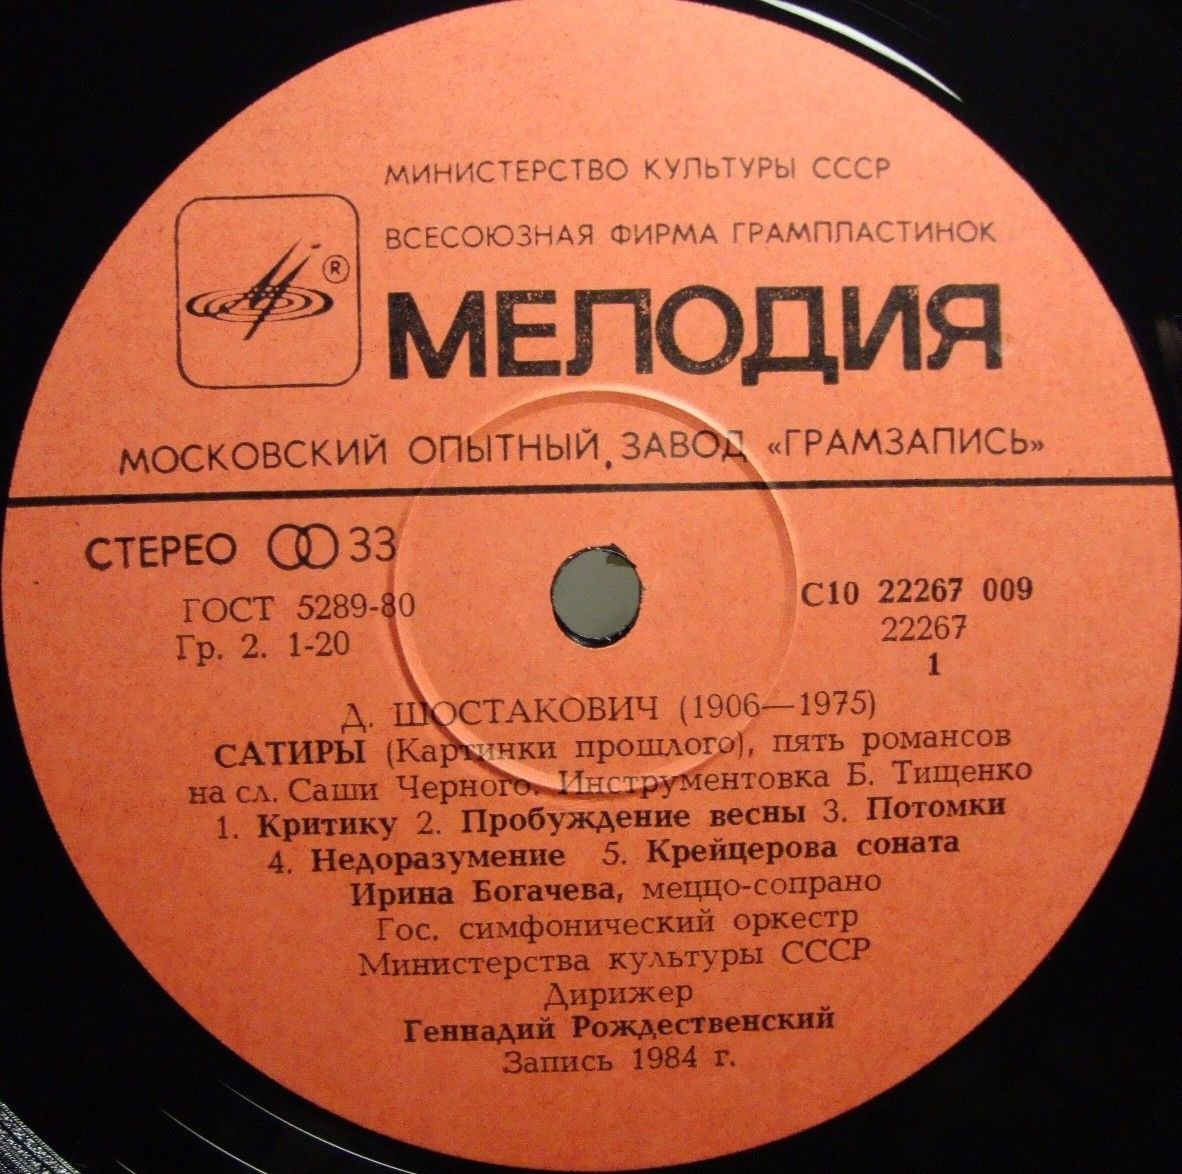 МИНИСТЕРСТВО КУЛЬТУРЫ СССР
ВСЕСОЮЗНАЯ ФИРМА ГРАМПЛАСТИНОК
®
МЕЛОДИЯ
МОСКОВСКИЙ ОПЫТНЫЙ ЗАВОД «ГРАМЗАПИСЬ»
СТЕРЕО 33
ГОСТ 5289-80
Гр. 2. 1-20
С10 22267 009
22267
1
Д. ШОСТАКОВИЧ (1906—1975)
САТИРЫ (Картинки прошлого), пять романсов
на сл. Саши Черного. Инструментовка Б. Тищенко
1. Критику 2. Пробуждение весны 3. Потомки
4. Недоразумение 5. Крейцерова соната
Ирина Богачева, меццо-сопрано
Гос. симфонический оркестр
Министерства культуры СССР
Дирижер
Геннадий Рождественский
Запись 1984 г.